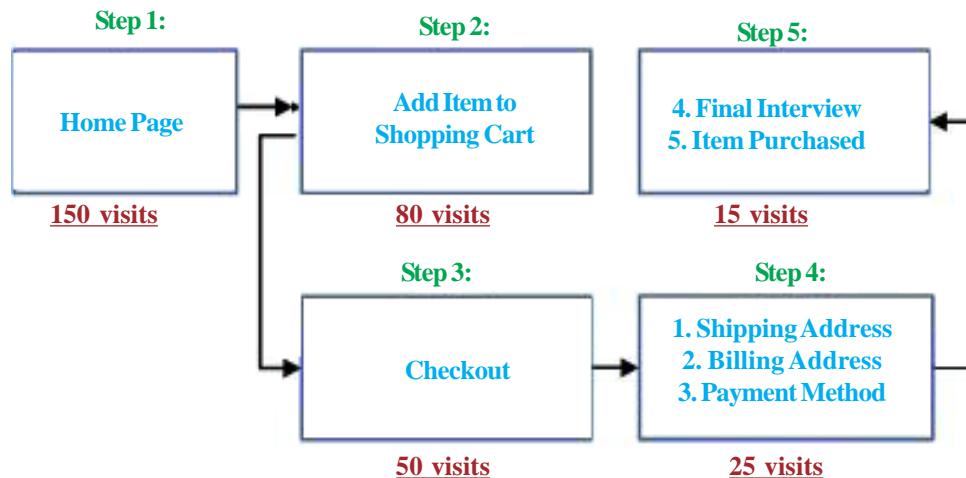 Step 1:
Home Page
150 visits
Step 2:
Add Item to
Shopping Cart
80 visits
Step 3:
Checkout
50 visits
Step 4:
1. Shipping Address
2. Billing Address
3. Payment Method
25 visits
Step 5:
4. Final Interview
5. Item Purchased
15 visits